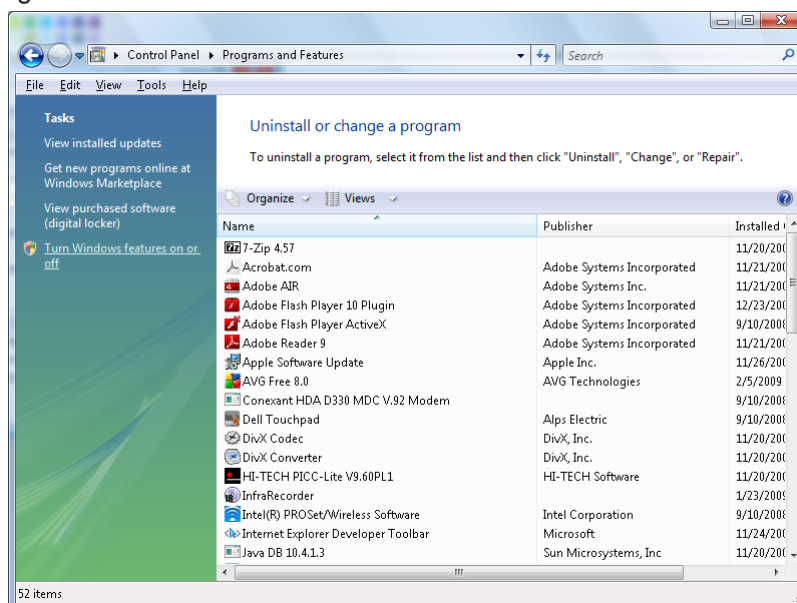 Control Panel ▸ Programs and Features
Search
File Edit View Tools Help
Tasks
View installed updates
Get new programs online at
Windows Marketplace
View purchased software
(digital locker)
Turn Windows features on or
off
Uninstall or change a program
To uninstall a program, select it from the list and then click "Uninstall", "Change", or "Repair".
Organize Views
Name Publisher Installed
7-Zip 4.57 11/20/200
Acrobat.com Adobe Systems Incorporated 11/21/200
Adobe AIR Adobe Systems Inc. 11/21/200
Adobe Flash Player 10 Plugin Adobe Systems Incorporated 12/23/200
Adobe Flash Player ActiveX Adobe Systems Incorporated 9/10/2008
Adobe Reader 9 Adobe Systems Incorporated 11/21/200
Apple Software Update Apple Inc. 11/26/200
AVG Free 8.0 AVG Technologies 2/5/2009
Conexant HDA D330 MDC V.92 Modem 9/10/2008
Dell Touchpad Alps Electric 9/10/2008
DivX Codec DivX, Inc. 11/20/200
DivX Converter DivX, Inc. 11/20/200
HI-TECH PICC-Lite V9.60PL1 HI-TECH Software 11/20/200
InfraRecorder 1/23/2009
Intel(R) PROSet/Wireless Software Intel Corporation 9/10/2008
Internet Explorer Developer Toolbar Microsoft 11/24/200
Java DB 10.4.1.3 Sun Microsystems, Inc 11/20/200
52 items